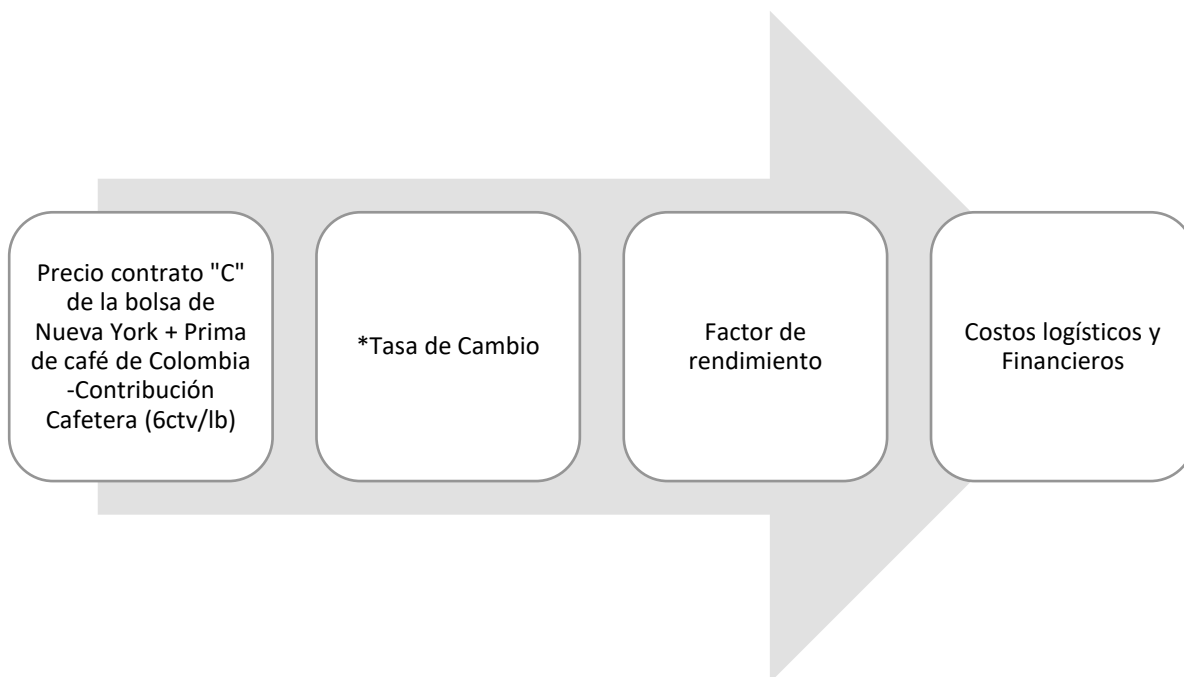 Precio contrato "C"
de la bolsa de
Nueva York + Prima
de café de Colombia
-Contribución
Cafetera (6ctv/lb)
*Tasa de Cambio
Factor de
rendimiento
Costos logísticos y
Financieros